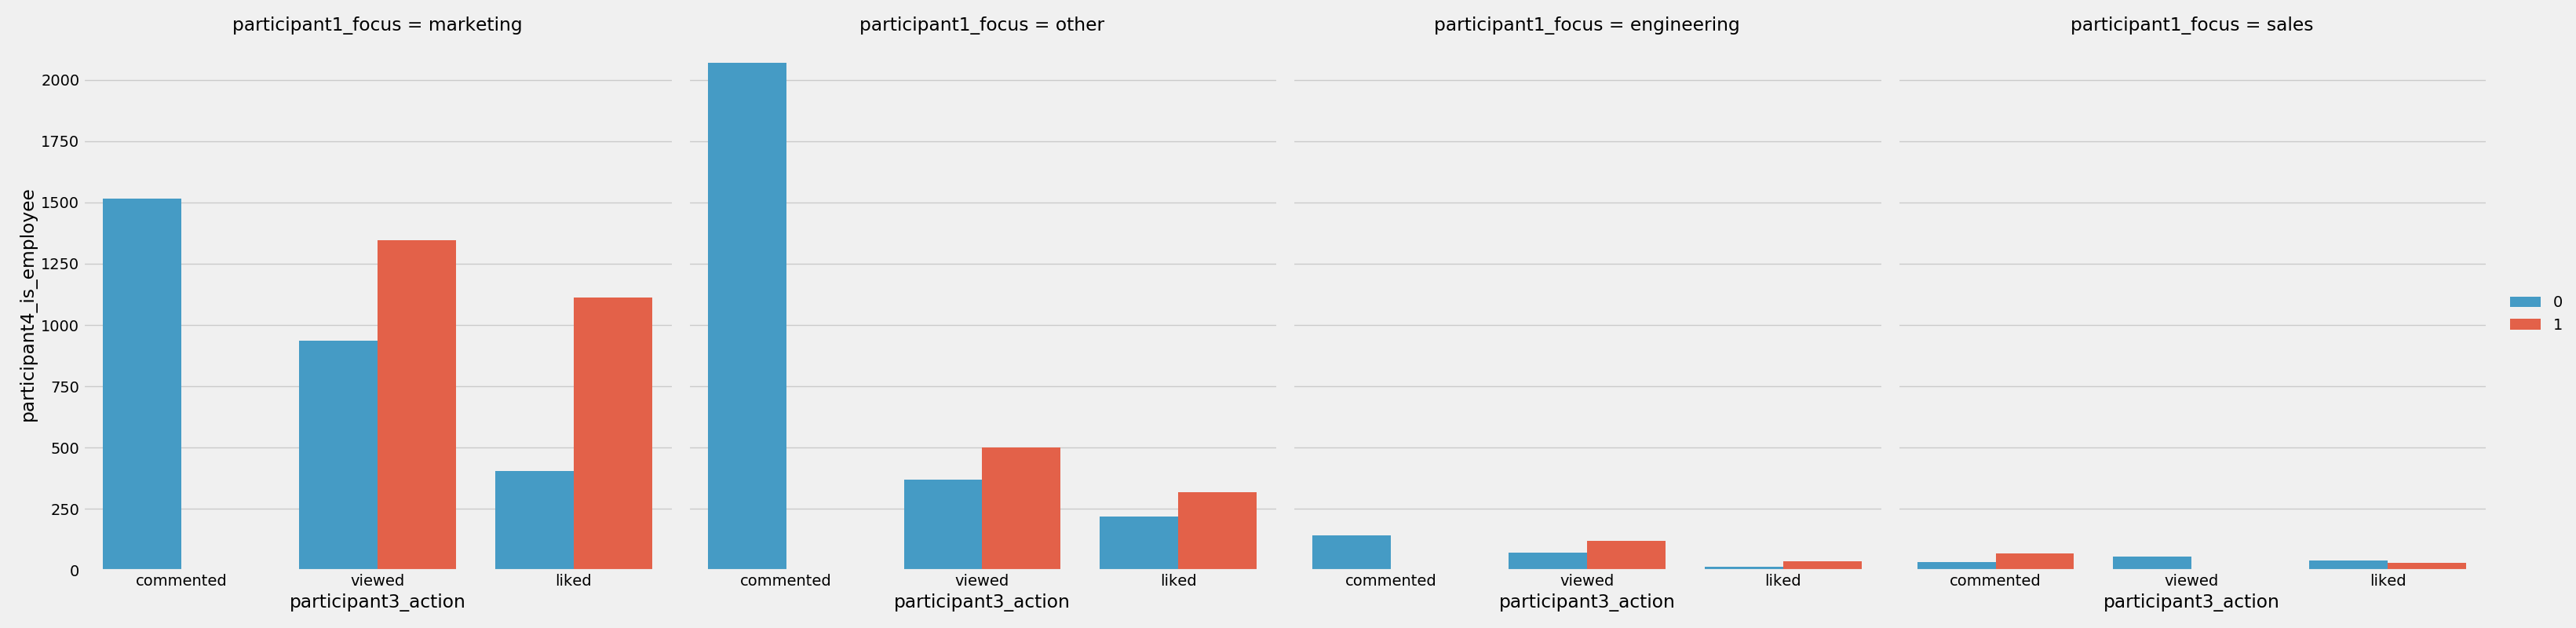 participant1_focus = marketing
participant1_focus = other
participant1_focus = engineering
participant1_focus = sales
participant4_is_employee
2000
1750
1500
1250
1000
750
500
250
0
commented viewed liked
commented viewed liked
commented viewed liked
commented viewed liked
participant3_action
participant3_action
participant3_action
participant3_action
0
1